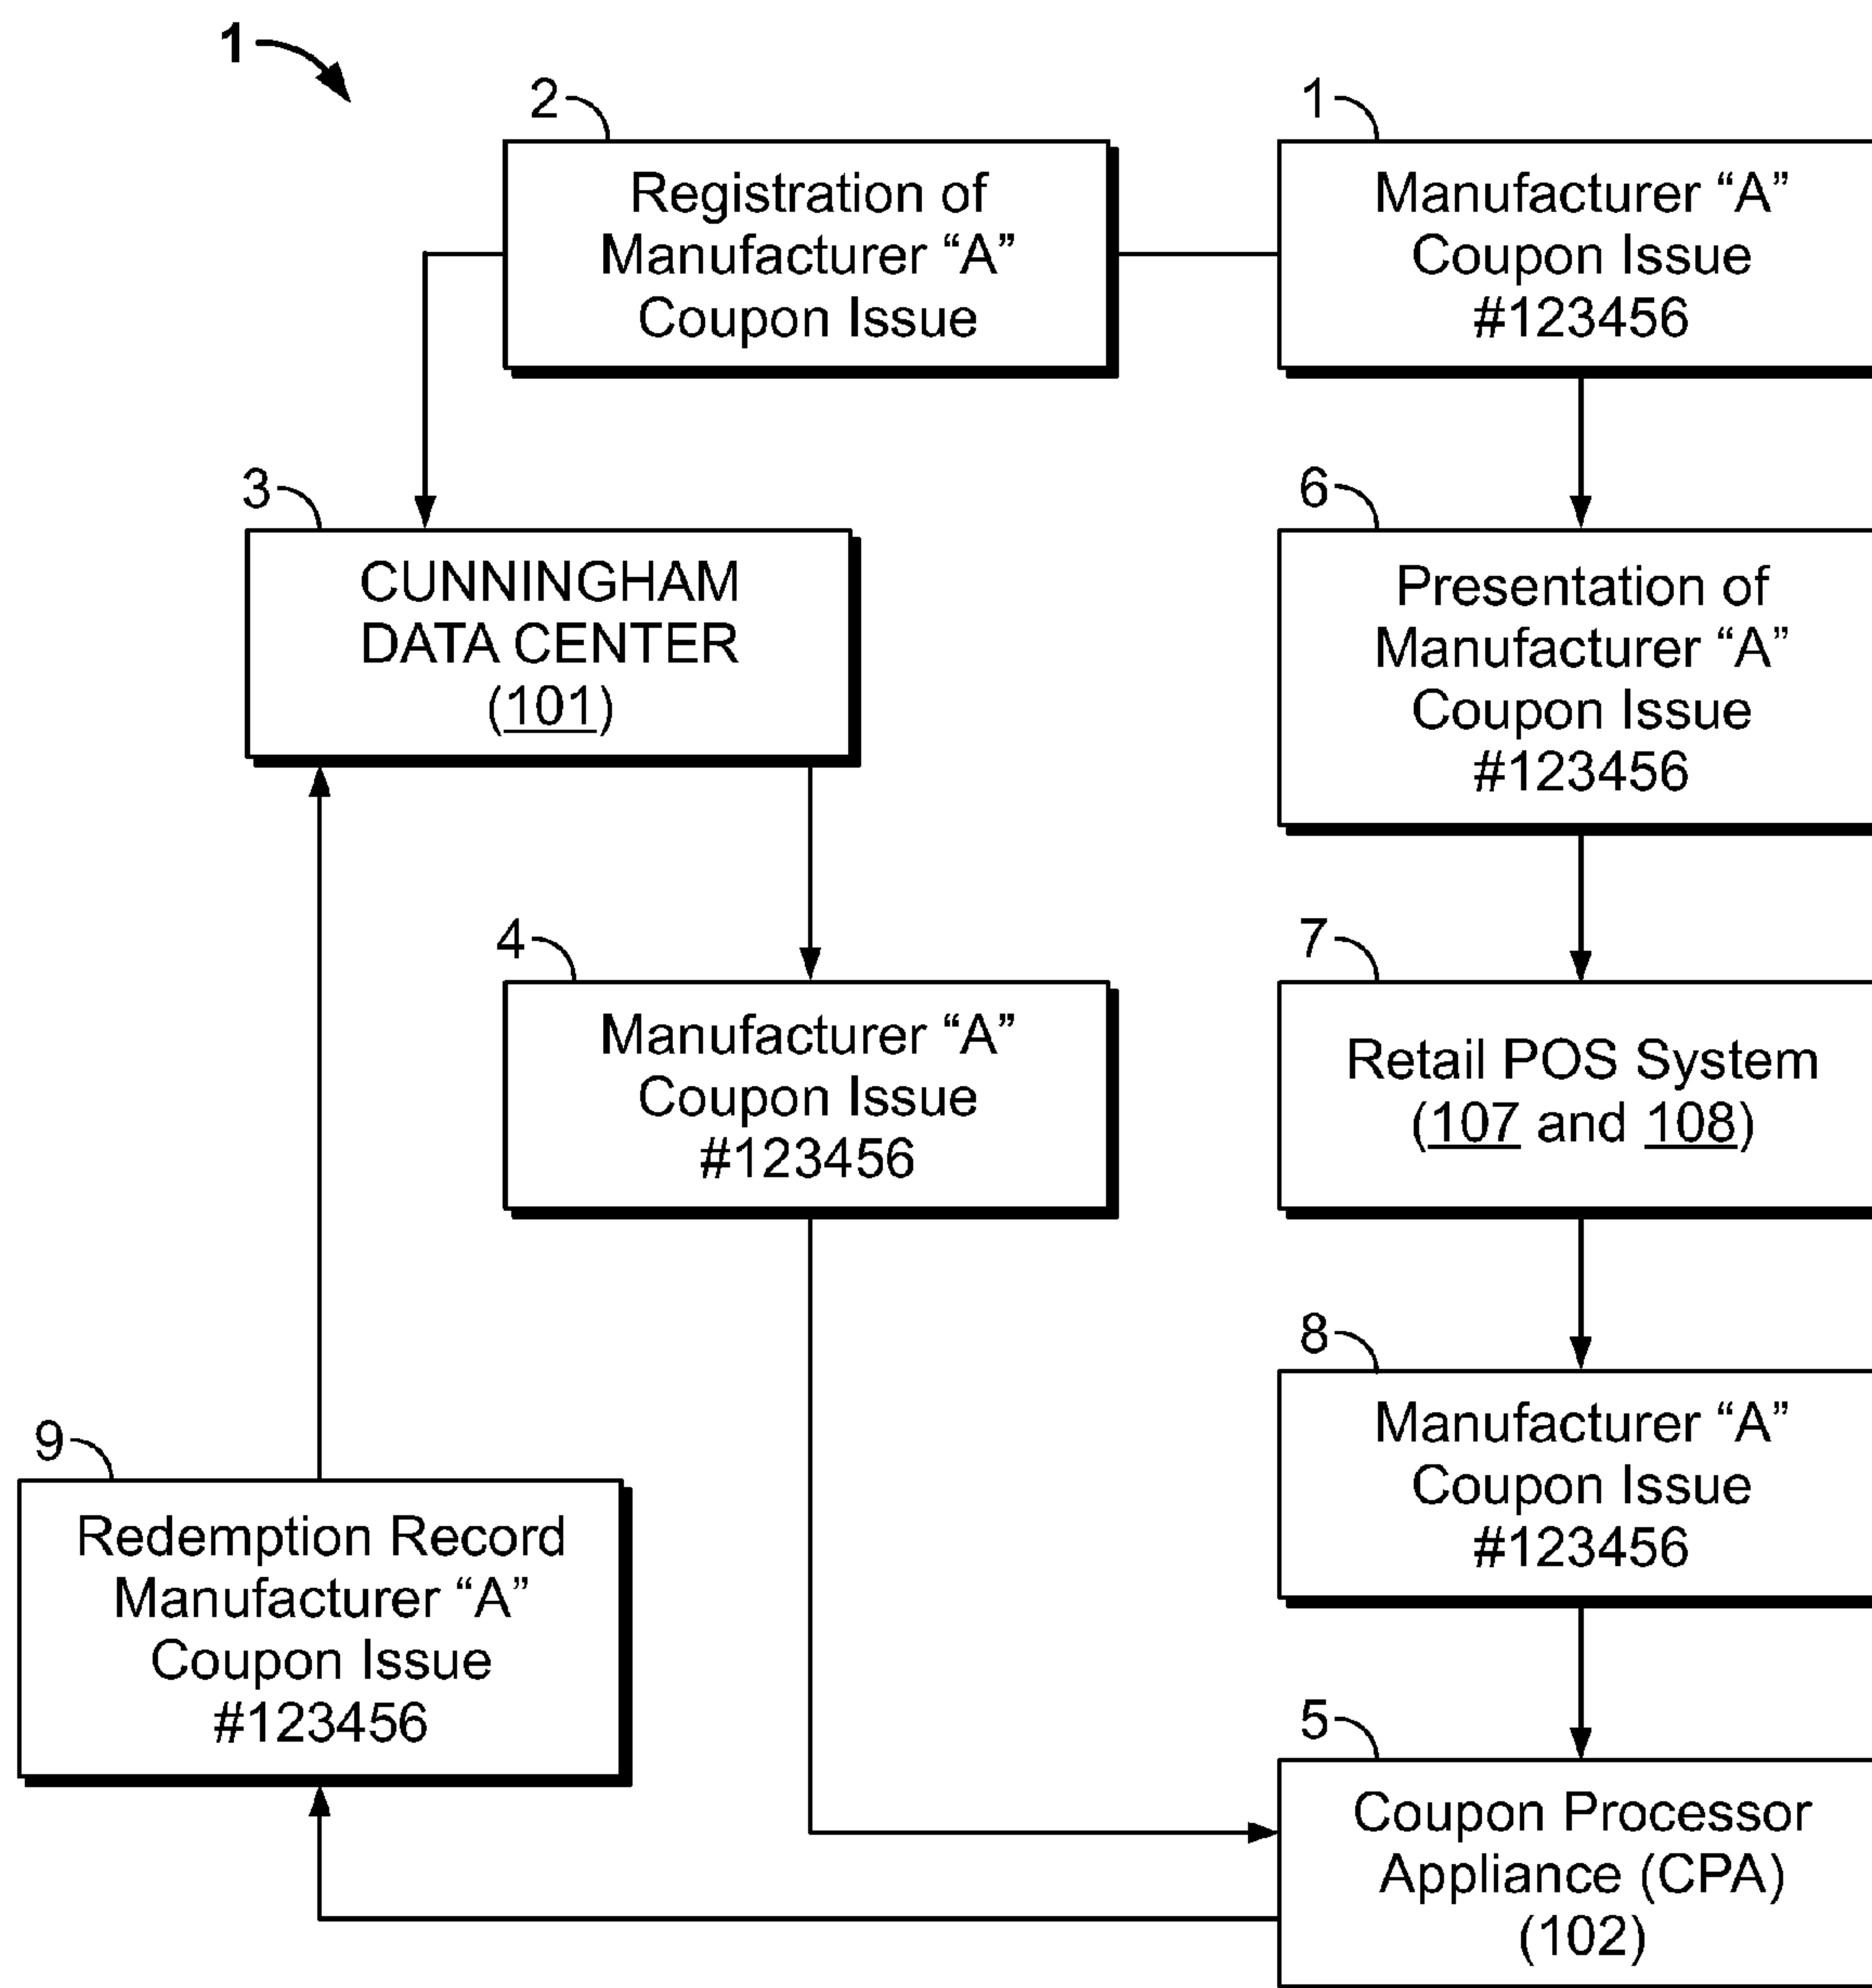 1
2
Registration of
Manufacturer “A”
Coupon Issue
1
Manufacturer “A”
Coupon Issue
#123456
3
CUNNINGHAM
DATA CENTER
(101)
6
Presentation of
Manufacturer “A”
Coupon Issue
#123456
4
Manufacturer “A”
Coupon Issue
#123456
7
Retail POS System
(107 and 108)
8
Manufacturer “A”
Coupon Issue
#123456
9
Redemption Record
Manufacturer “A”
Coupon Issue
#123456
5
Coupon Processor
Appliance (CPA)
(102)